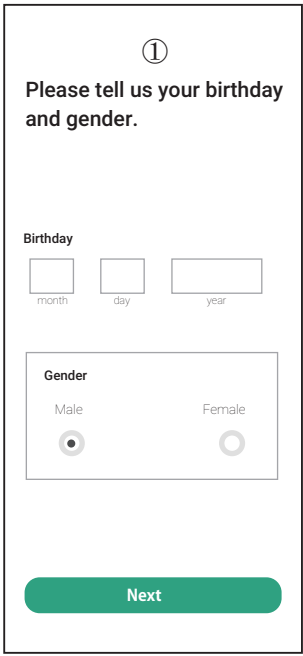 ①
Please tell us your birthday
and gender.
Birthday
month day year
Gender
Male Female
Next